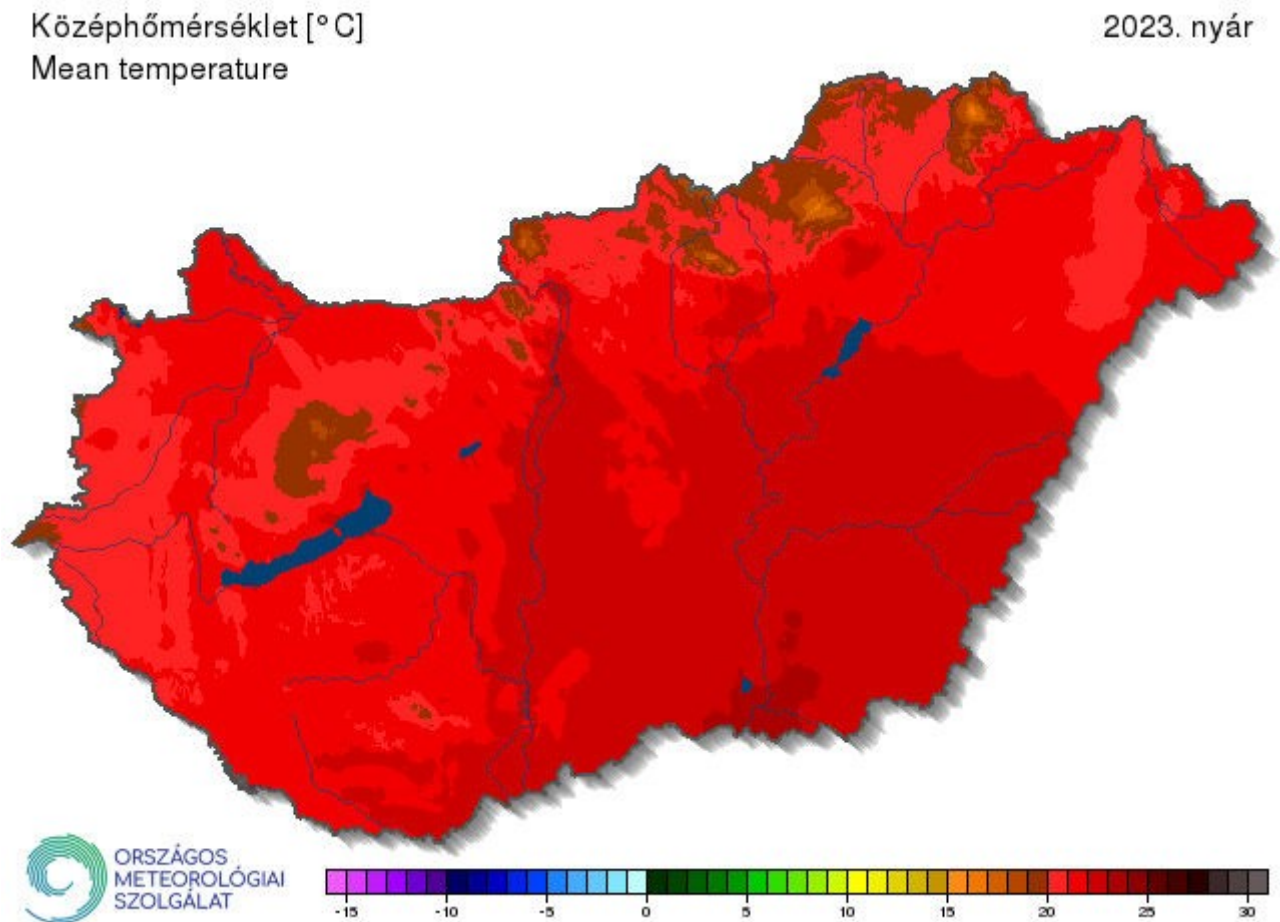 Középhőmérséklet [°C]
Mean temperature
2023. nyár
ORSZÁGOS
METEOROLÓGIAI
SZOLGÁLAT
-15 -10 -5 0 5 10 15 20 25 30